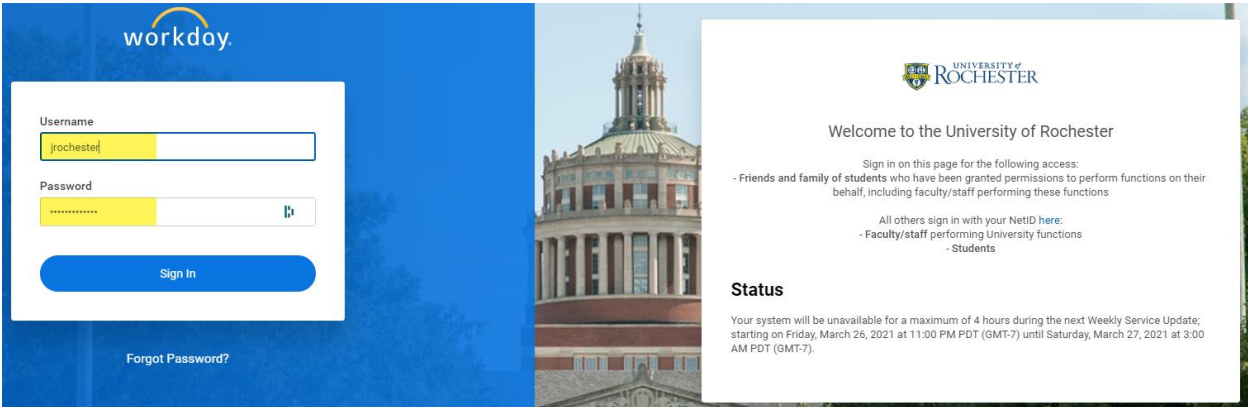 workday.
Username
jrochester
Password
•••••••••••••
Sign In
Forgot Password?
UNIVERSITY of
ROCHESTER
Welcome to the University of Rochester
Sign in on this page for the following access:
- Friends and family of students who have been granted permissions to perform functions on their
behalf, including faculty/staff performing these functions
All others sign in with your NetID here:
- Faculty/staff performing University functions
- Students
Status
Your system will be unavailable for a maximum of 4 hours during the next Weekly Service Update;
starting on Friday, March 26, 2021 at 11:00 PM PDT (GMT-7) until Saturday, March 27, 2021 at 3:00
AM PDT (GMT-7).